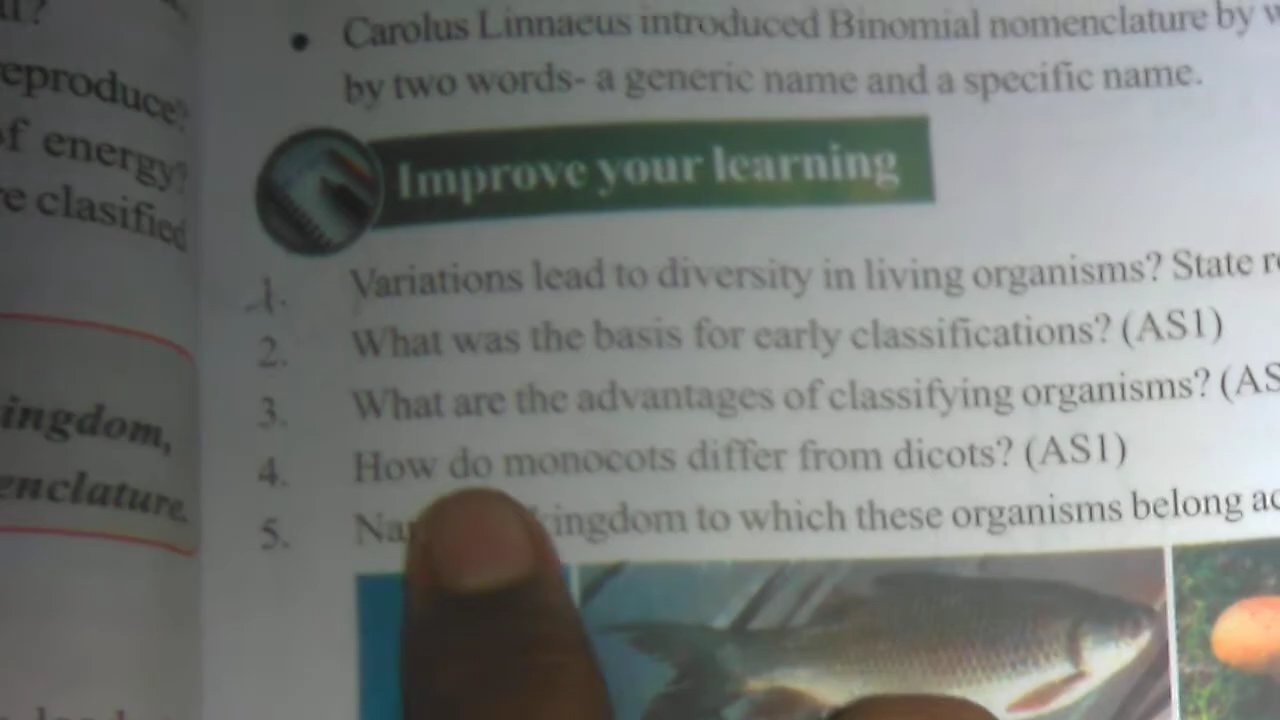 reproduce?
of energy?
re clasified
ingdom,
enclature.
• Carolus Linnaeus introduced Binomial nomenclature by
by two words- a generic name and a specific name.
Improve your learning
1. Variations lead to diversity in living organisms? State
2. What was the basis for early classifications? (AS1)
3. What are the advantages of classifying organisms? (AS
4. How do monocots differ from dicots? (AS1)
5. ingdom to which these organisms belong